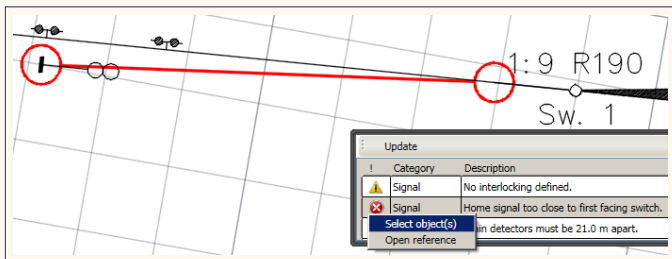 1:9 R190
Sw. 1
Update
! Category Description
Signal No interlocking defined.
Signal Home signal too close to first facing switch.
Select object(s)
ain detectors must be 21.0 m apart.
Open reference